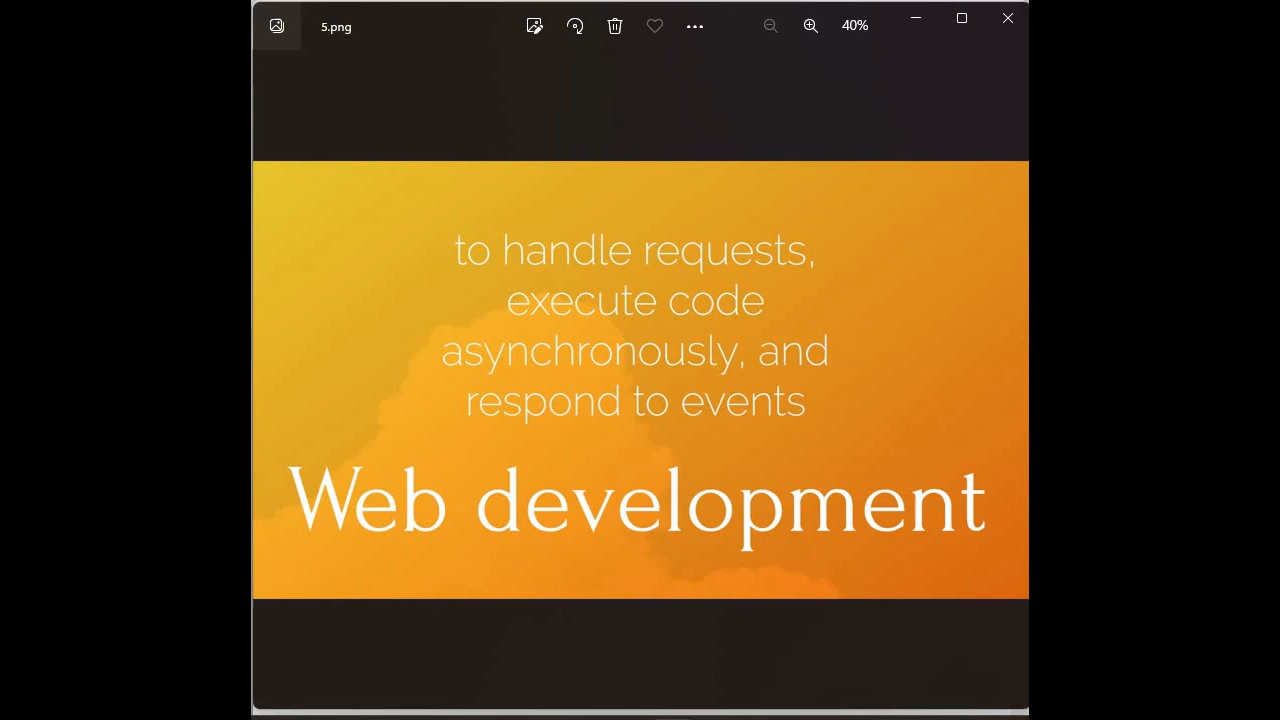 5.png
40%
to handle requests,
execute code
asynchronously, and
respond to events
Web development